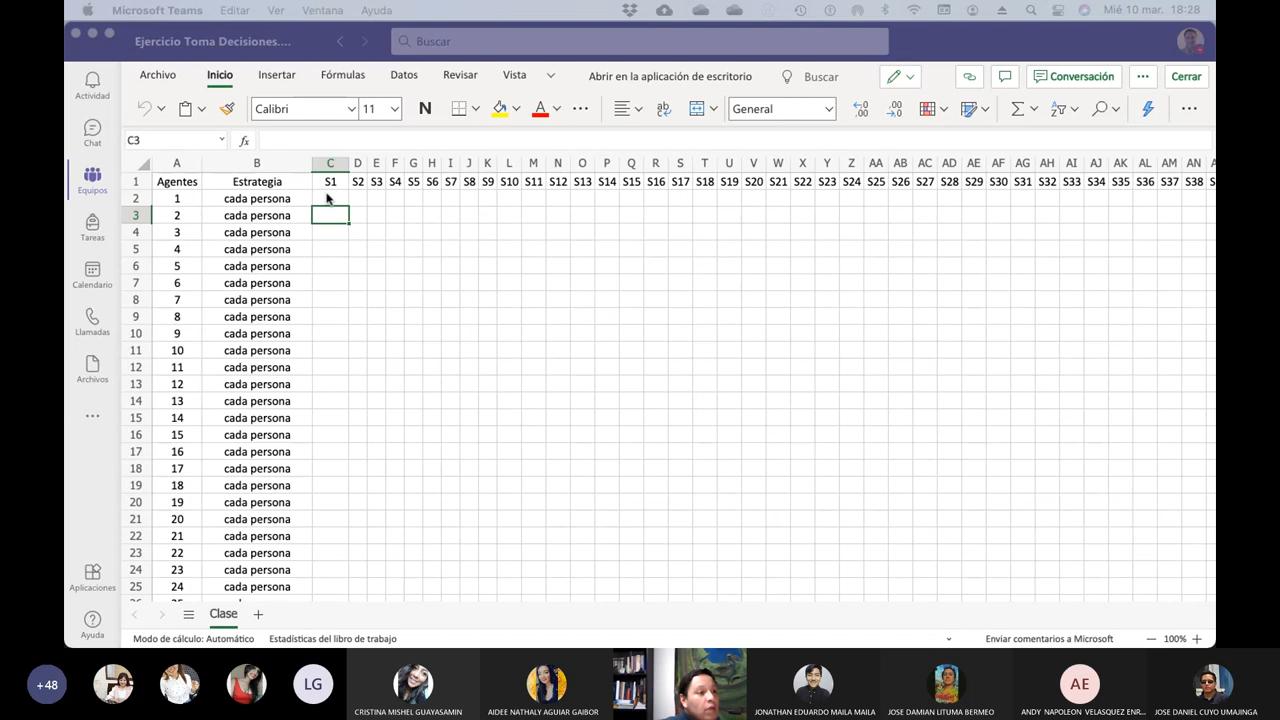 Microsoft Teams Editar Ver Ventana Ayuda Mié 10 mar. 18:28
Ejercicio Toma Decisiones.... Buscar
Archivo Inicio Insertar Fórmulas Datos Revisar Vista Abrir en la aplicación de escritorio Buscar Conversación Cerrar
Calibri 11 N A General
C3 fx
Actividad
Chat
Equipos
Tareas
Calendario
Llamadas
Archivos
Aplicaciones
Ayuda
A B C D E F G H I J K L M N O P Q R S T U V W X Y Z AA AB AC AD AE AF AG AH AI AJ AK AL AM AN
1 Agentes Estrategia S1 S2 S3 S4 S5 S6 S7 S8 S9 S10 S11 S12 S13 S14 S15 S16 S17 S18 S19 S20 S21 S22 S23 S24 S25 S26 S27 S28 S29 S30 S31 S32 S33 S34 S35 S36 S37 S38
2 1 cada persona
3 2 cada persona
4 3 cada persona
5 4 cada persona
6 5 cada persona
7 6 cada persona
8 7 cada persona
9 8 cada persona
10 9 cada persona
11 10 cada persona
12 11 cada persona
13 12 cada persona
14 13 cada persona
15 14 cada persona
16 15 cada persona
17 16 cada persona
18 17 cada persona
19 18 cada persona
20 19 cada persona
21 20 cada persona
22 21 cada persona
23 22 cada persona
24 23 cada persona
25 24 cada persona
Clase
Modo de cálculo: Automático Estadísticas del libro de trabajo Enviar comentarios a Microsoft 100%
+48 LG AE
CRISTINA MISHEL GUAYASAMIN AIDEE NATHALY AGUIAR GAIBOR JONATHAN EDUARDO MAILA MAILA JOSE DAMIAN LITUMA BERMEO ANDY NAPOLEON VELASQUEZ ENR... JOSE DANIEL CUYO UMAJINGA